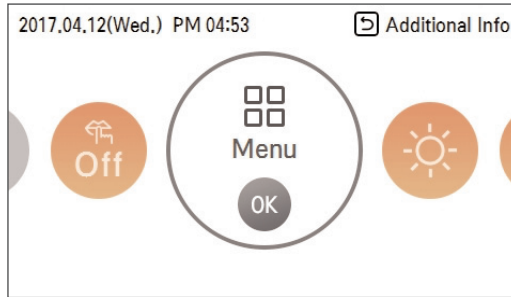 2017.04.12(Wed.) PM 04:53
Additional Info
Off
Menu
OK